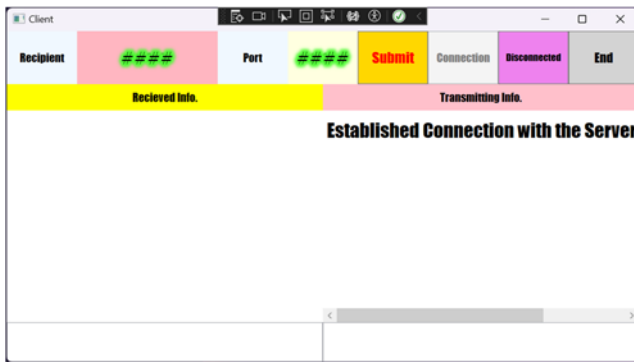 Client
Recipient #### Port #### Submit Connection Disconnected End
Recieved Info. Transmitting Info.
Established Connection with the Server